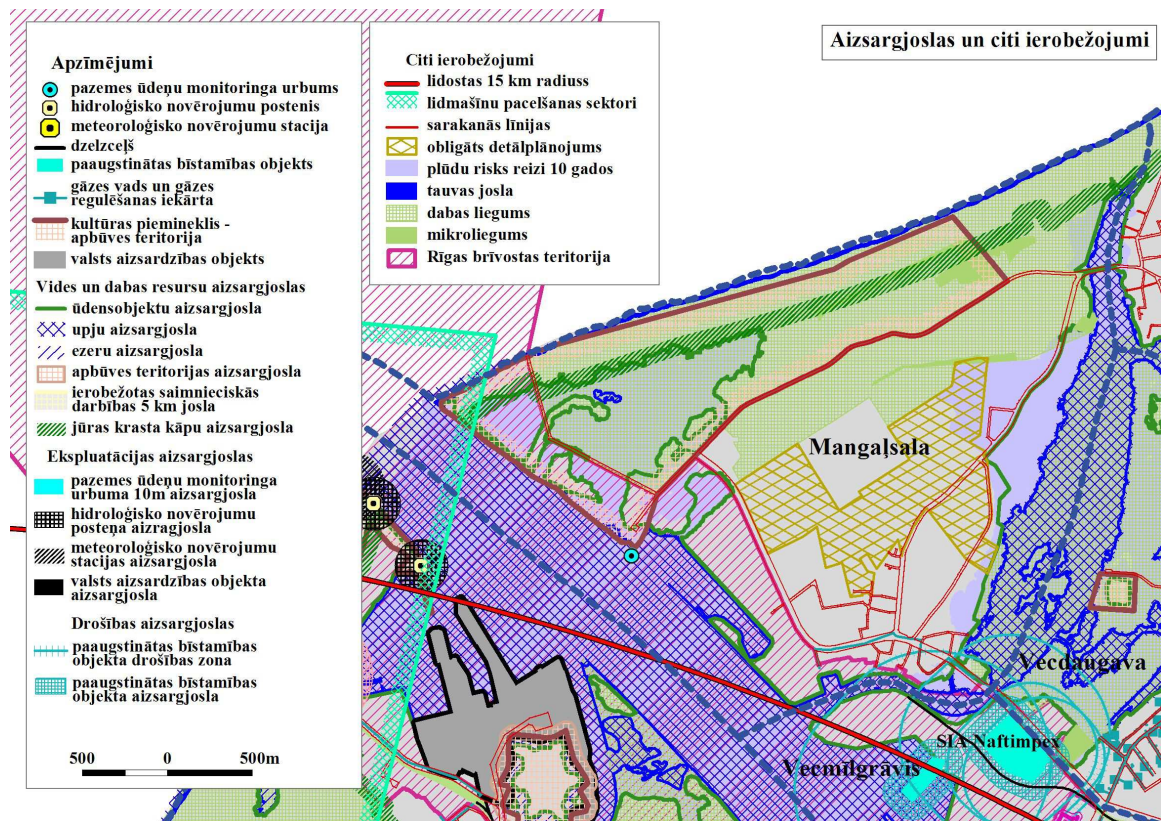 Aizsargjoslas un citi ierobežojumi
Apzīmējumi
pazemes ūdeņu monitoringa urbums
hidroloģisko novērojumu postenis
meteoroloģisko novērojumu stacija
dzelzceļš
paaugstinātas bīstamības objekts
gāzes vads un gāzes
regulēšanas iekārta
kultūras piemineklis -
apbūves teritorija
valsts aizsardzības objekts
Vides un dabas resursu aizsargjoslas
ūdensobjektu aizsargjosla
upju aizsargjosla
ezeru aizsargjosla
apbūves teritorijas aizsargjosla
ierobežotas saimnieciskās
darbības 5 km josla
jūras krasta kāpu aizsargjosla
Ekspluatācijas aizsargjoslas
pazemes ūdeņu monitoringa
urbuma 10m aizsargjosla
hidroloģisko novērojumu
posteņa aizragjosla
meteoroloģisko novērojumu
stacijas aizsargjosla
valsts aizsardzības objekta
aizsargjosla
Drošības aizsargjoslas
paaugstinātas bīstamības
objekta drošības zona
paaugstinātas bīstamības
objekta aizsargjosla
500 0 500m
Citi ierobežojumi
lidostas 15 km radiuss
lidmašīnu pacelšanas sektori
sarakanās līnijas
obligāts detālplānojums
plūdu risks reizi 10 gados
tauvas josla
dabas liegums
mikroliegums
Rīgas brīvostas teritorija
Mangaļsala
Vecdaugava
SIA Naftimpex
Vecmīlgrāvis